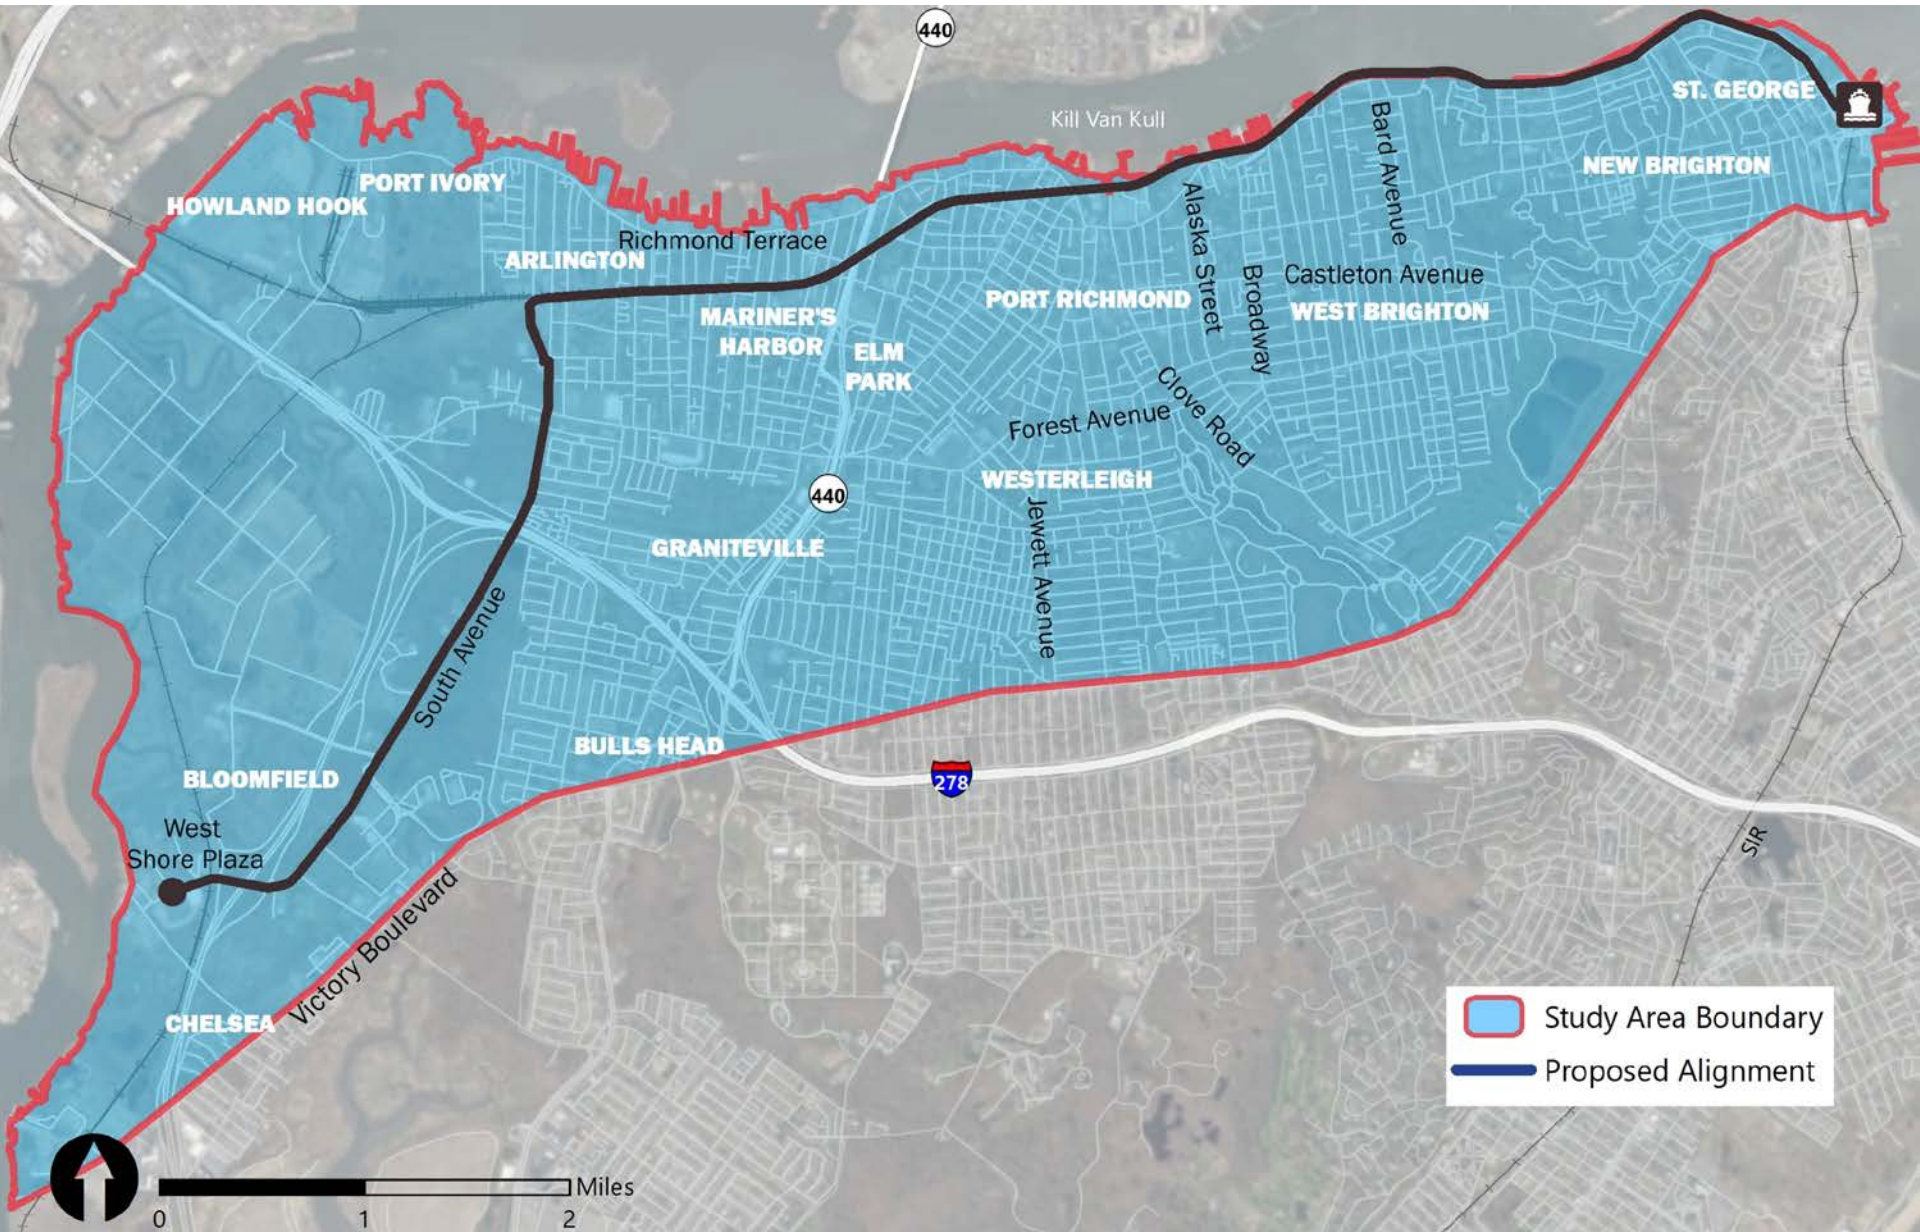 440
Kill Van Kull
ST. GEORGE
NEW BRIGHTON
Bard Avenue
PORT IVORY
HOWLAND HOOK
Richmond Terrace
ARLINGTON
Alaska Street
Broadway
Castleton Avenue
WEST BRIGHTON
PORT RICHMOND
MARINER'S
HARBOR
ELM
PARK
Clove Road
Forest Avenue
WESTERLEIGH
440
Jewett Avenue
GRANITEVILLE
South Avenue
BULLS HEAD
BLOOMFIELD
278
West
Shore Plaza
SIR
Victory Boulevard
CHELSEA
Study Area Boundary
Proposed Alignment
Miles
0 1 2